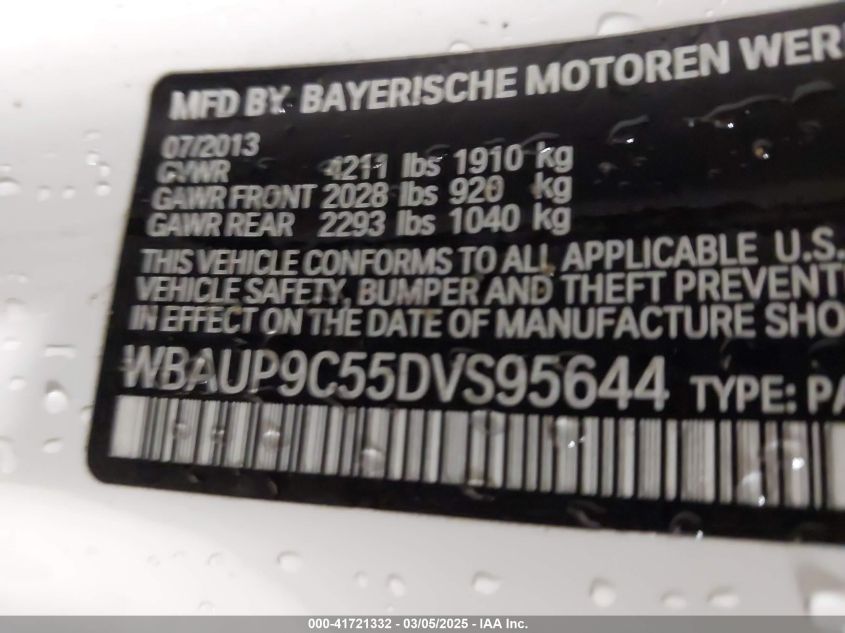 MFD BY BAYERISCHE MOTOREN WER
07/2013
GVWR 4211 lbs 1910 kg
GAWR FRONT 2028 lbs 920 kg
GAWR REAR 2293 lbs 1040 kg
THIS VEHICLE CONFORMS TO ALL APPLICABLE U.S.
VEHICLE SAFETY, BUMPER AND THEFT PREVENTI
IN EFFECT ON THE DATE OF MANUFACTURE SHO
WBAUP9C55DVS95644 TYPE: PA
000-41721332 - 03/05/2025 - IAA Inc.